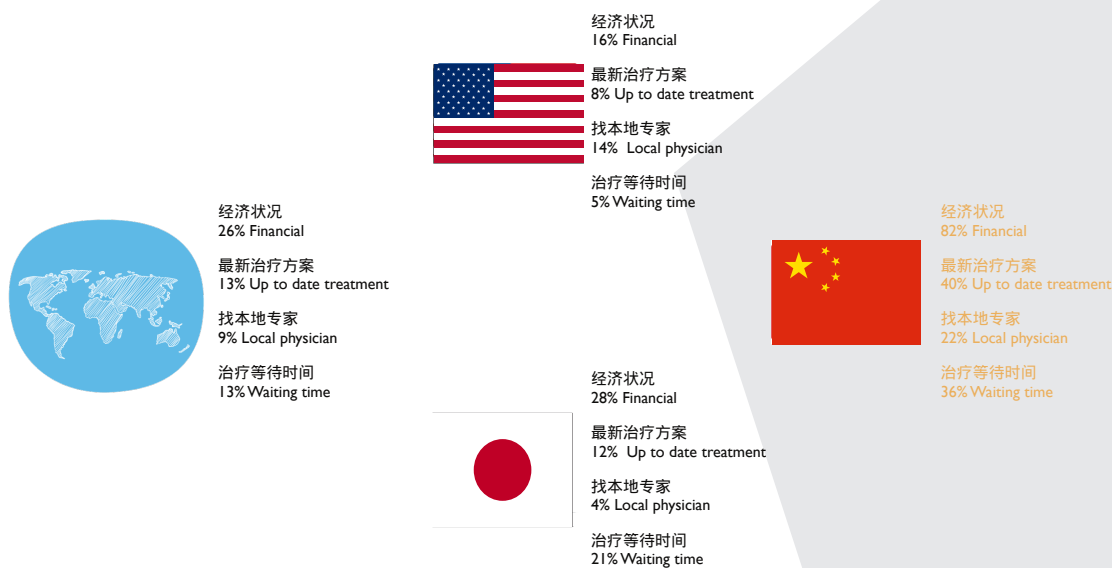 经济状况
16% Financial
最新治疗方案
8% Up to date treatment
找本地专家
14% Local physician
治疗等待时间
5% Waiting time
经济状况
26% Financial
最新治疗方案
13% Up to date treatment
找本地专家
9% Local physician
治疗等待时间
13% Waiting time
经济状况
82% Financial
最新治疗方案
40% Up to date treatment
找本地专家
22% Local physician
治疗等待时间
36% Waiting time
经济状况
28% Financial
最新治疗方案
12% Up to date treatment
找本地专家
4% Local physician
治疗等待时间
21% Waiting time